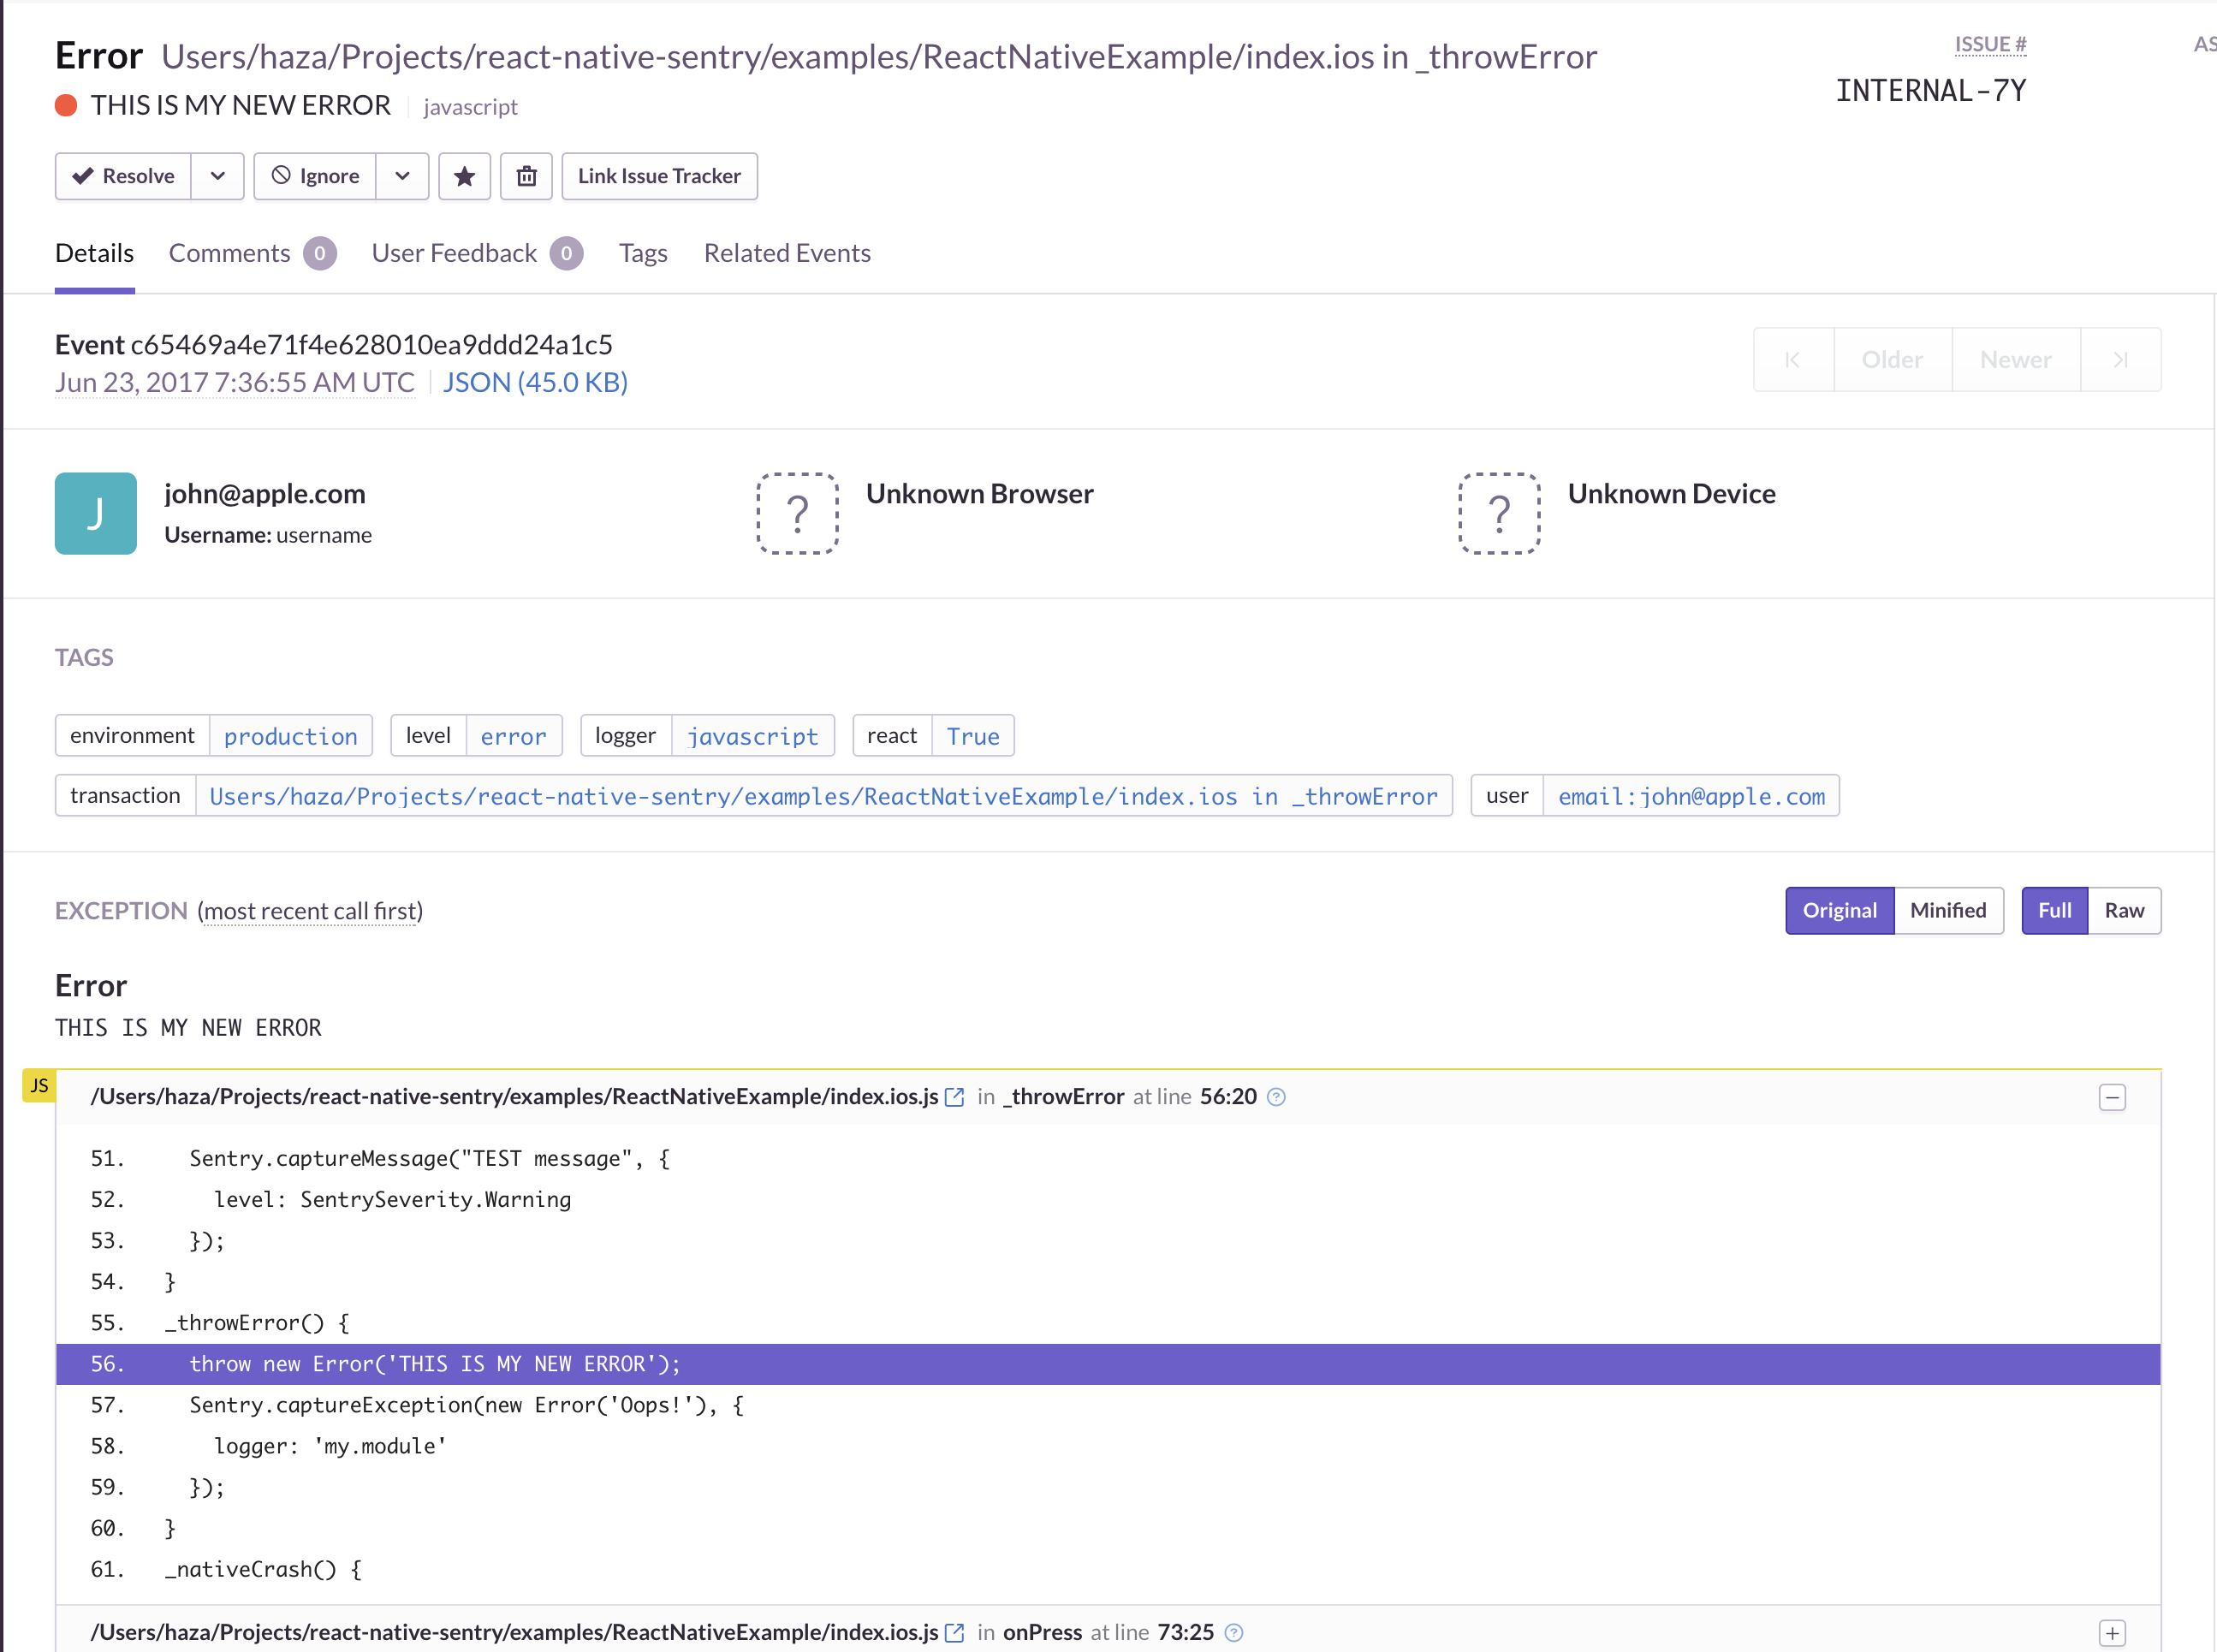 Error Users/haza/Projects/react-native-sentry/examples/ReactNativeExample/index.ios in _throwError
ISSUE #
AS
THIS IS MY NEW ERROR javascript
INTERNAL-7Y
Resolve Ignore Link Issue Tracker
Details Comments 0 User Feedback 0 Tags Related Events
Event c65469a4e71f4e628010ea9ddd24a1c5
Jun 23, 2017 7:36:55 AM UTC JSON (45.0 KB)
Older Newer
J
john@apple.com
Username: username
? Unknown Browser
? Unknown Device
TAGS
environment production level error logger javascript react True
transaction Users/haza/Projects/react-native-sentry/examples/ReactNativeExample/index.ios in _throwError user email:john@apple.com
EXCEPTION (most recent call first) Original Minified Full Raw
Error
THIS IS MY NEW ERROR
JS
/Users/haza/Projects/react-native-sentry/examples/ReactNativeExample/index.ios.js in _throwError at line 56:20 ?
51. Sentry.captureMessage("TEST message", {
52. level: SentrySeverity.Warning
53. });
54. }
55. _throwError() {
56. throw new Error('THIS IS MY NEW ERROR');
57. Sentry.captureException(new Error('Oops!'), {
58. logger: 'my.module'
59. });
60. }
61. _nativeCrash() {
/Users/haza/Projects/react-native-sentry/examples/ReactNativeExample/index.ios.js in onPress at line 73:25 ?